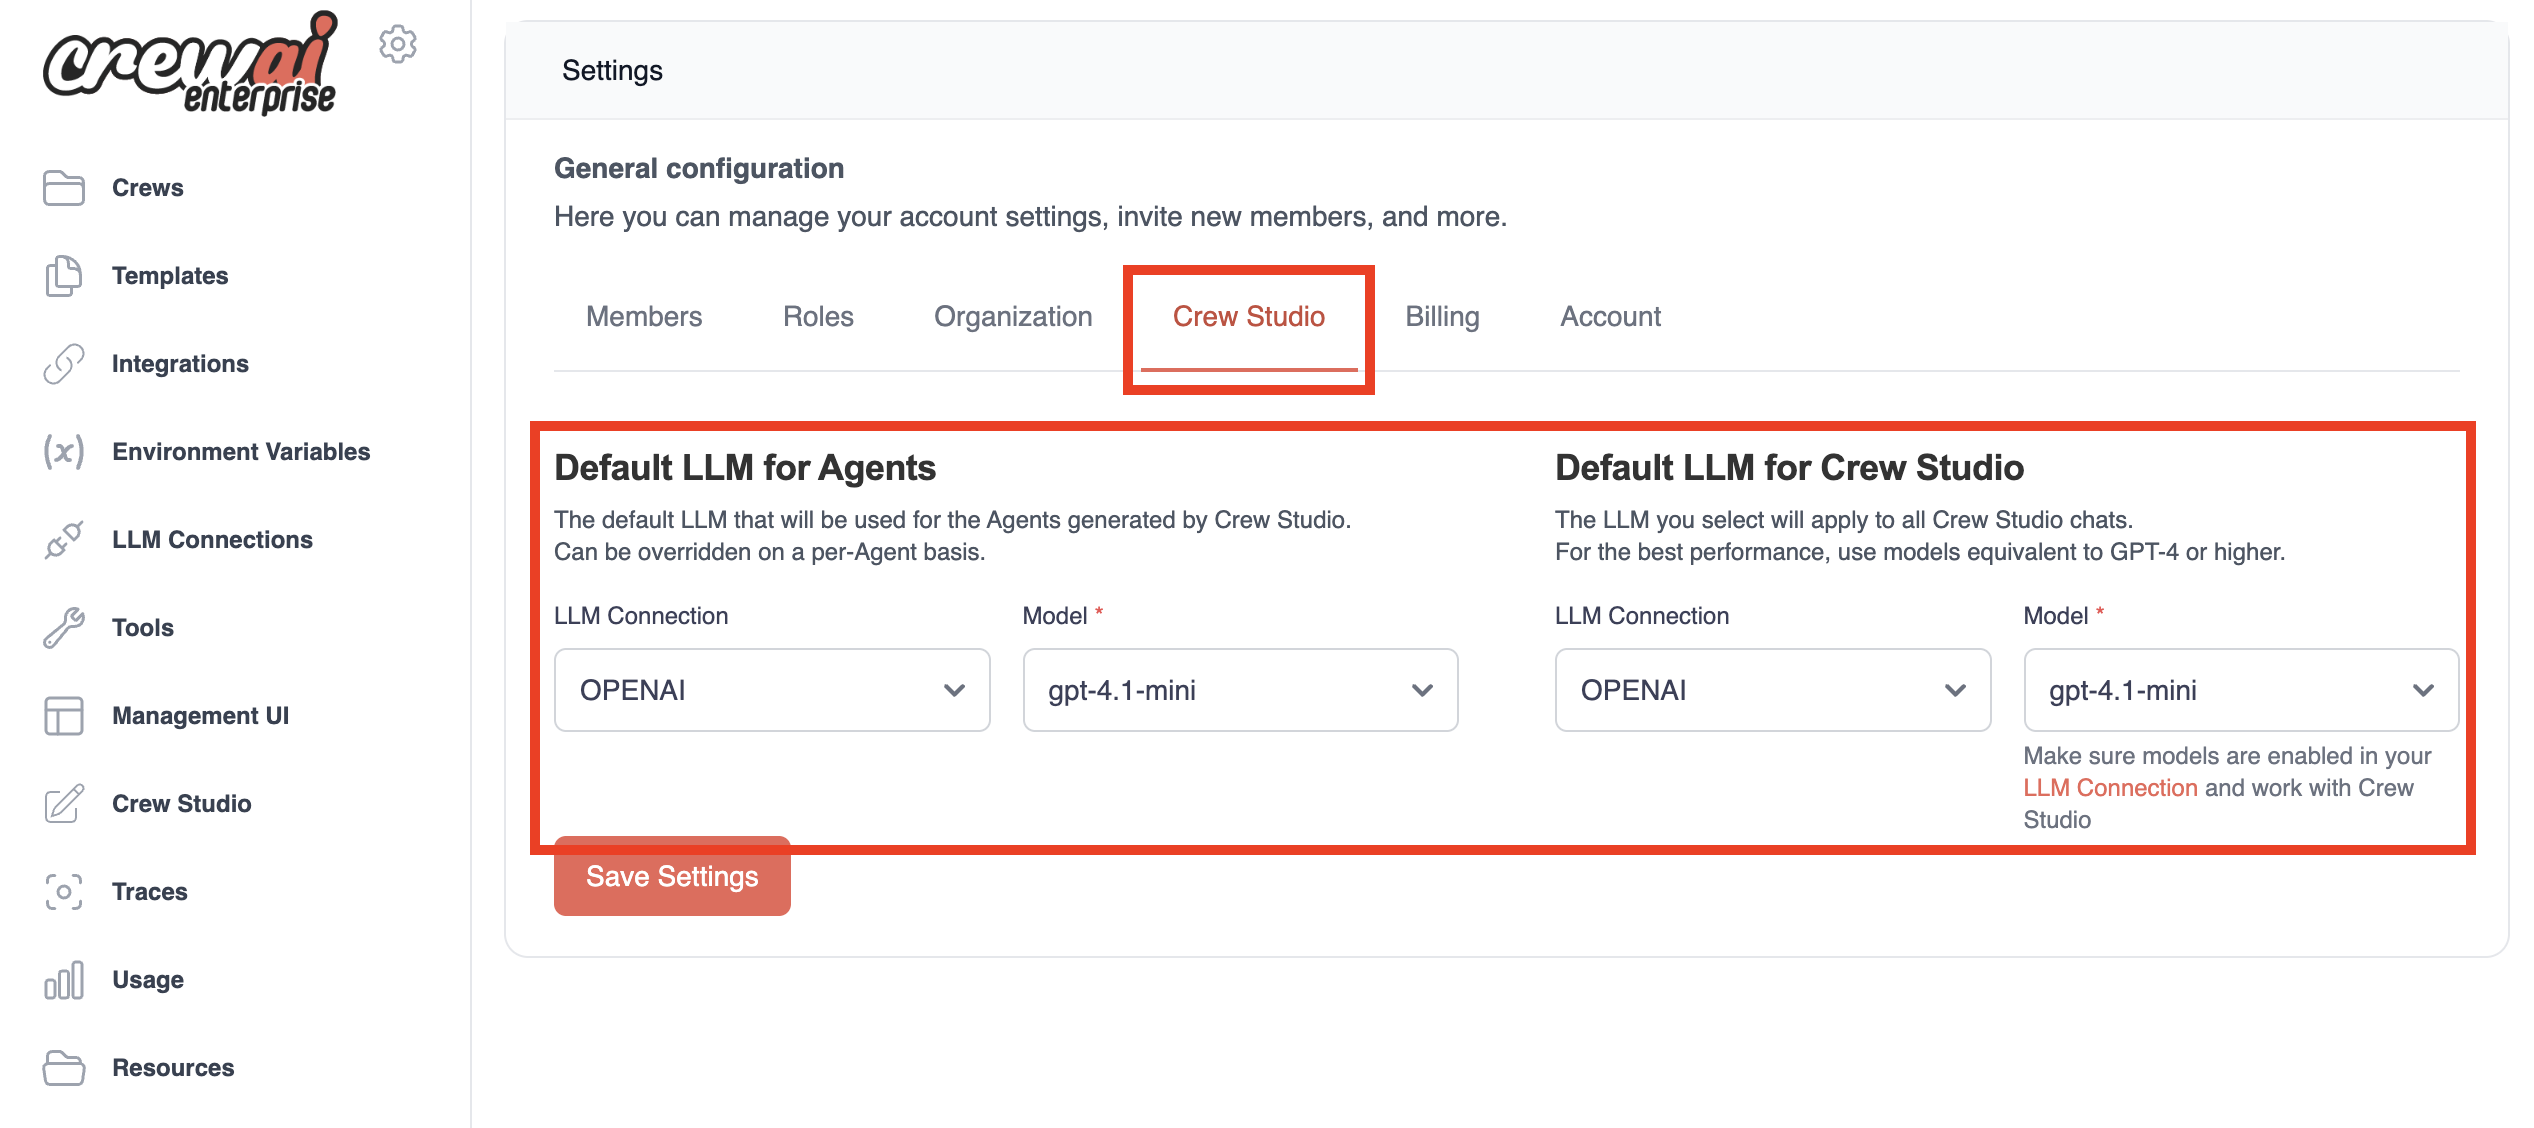 crewai
enterprise
Crews
Templates
Integrations
(x) Environment Variables
LLM Connections
Tools
Management UI
Crew Studio
Traces
Usage
Resources
Settings
General configuration
Here you can manage your account settings, invite new members, and more.
Members Roles Organization Crew Studio Billing Account
Default LLM for Agents
The default LLM that will be used for the Agents generated by Crew Studio.
Can be overridden on a per-Agent basis.
LLM Connection Model *
OPENAI gpt-4.1-mini
Default LLM for Crew Studio
The LLM you select will apply to all Crew Studio chats.
For the best performance, use models equivalent to GPT-4 or higher.
LLM Connection Model *
OPENAI gpt-4.1-mini
Make sure models are enabled in your
LLM Connection and work with Crew
Studio
Save Settings